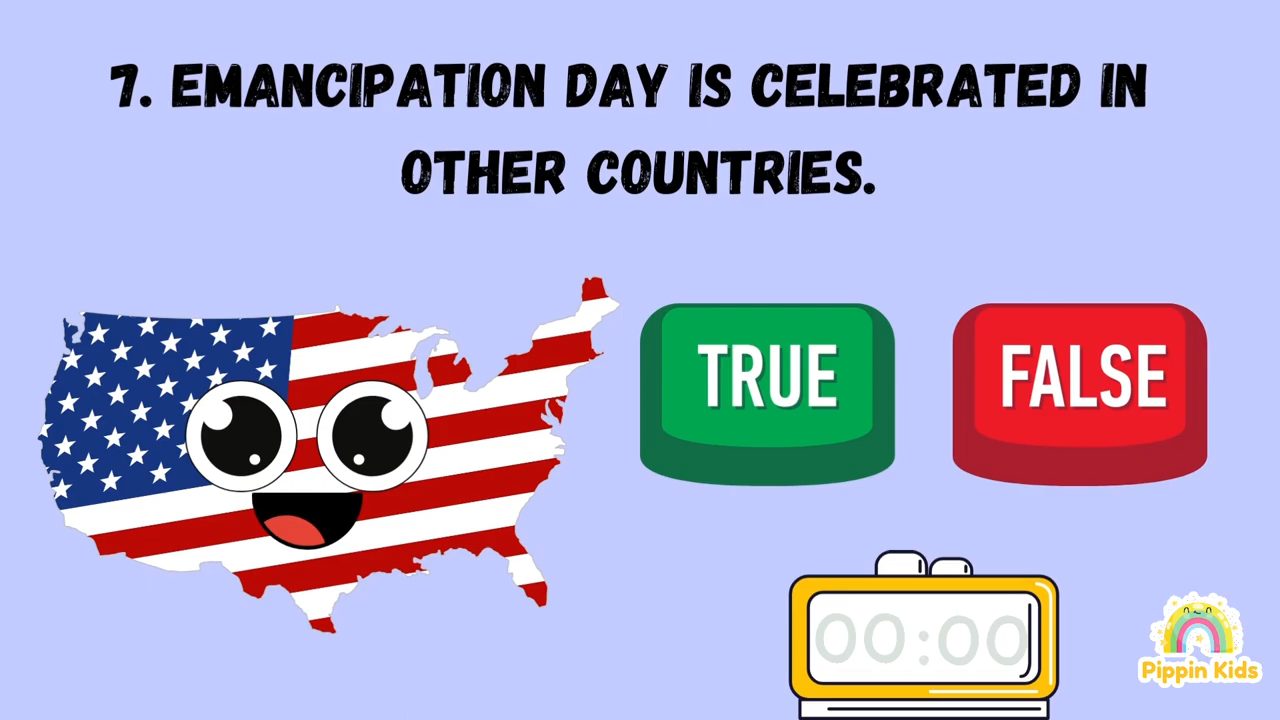 7. EMANCIPATION DAY IS CELEBRATED IN
OTHER COUNTRIES.
TRUE
FALSE
00:00
Pippin Kids